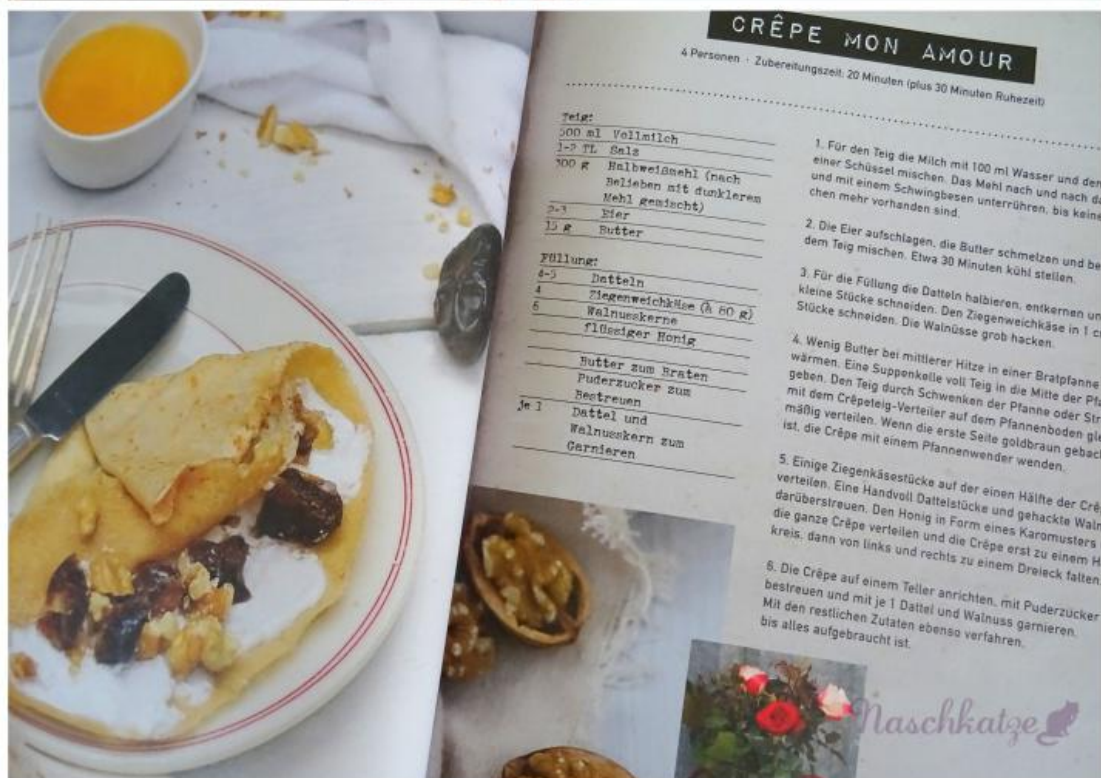 CRÊPE MON AMOUR
4 Personen · Zubereitungszeit: 20 Minuten (plus 30 Minuten Ruhezeit)
Teig:
500 ml Vollmilch
1-2 TL Salz
300 g Halbweißmehl (nach
Belieben mit dunklerem
Mehl gemischt)
2-3 Eier
15 g Butter
Füllung:
4-5 Datteln
4 Ziegenweichkäse (à 60 g)
6 Walnusskerne
flüssiger Honig
Butter zum Braten
Puderzucker zum
Bestreuen
je 1 Dattel und
Walnusskern zum
Garnieren
1. Für den Teig die Milch mit 100 ml Wasser und
einer Schüssel mischen. Das Mehl nach und nach
und mit einem Schwingbesen unterrühren, bis keine
chen mehr vorhanden sind.
2. Die Eier aufschlagen, die Butter schmelzen und
dem Teig mischen. Etwa 30 Minuten kühl stellen.
3. Für die Füllung die Datteln halbieren, entkernen
kleine Stücke schneiden. Den Ziegenweichkäse in 1
Stücke schneiden. Die Walnüsse grob hacken.
4. Wenig Butter bei mittlerer Hitze in einer Bratpfanne
wärmen. Eine Suppenkelle voll Teig in die Mitte der
geben. Den Teig durch Schwenken der Pfanne oder
mit dem Crêpeteig-Verteiler auf dem Pfannenboden
mäßig verteilen. Wenn die erste Seite goldbraun
ist, die Crêpe mit einem Pfannenwender wenden.
5. Einige Ziegenkäsestücke auf der einen Hälfte der
verteilen. Eine Handvoll Dattelstücke und gehackte
darüberstreuen. Den Honig in Form eines Karomusters
die ganze Crêpe verteilen und die Crêpe erst zu einem
kreis, dann von links und rechts zu einem Dreieck falten.
6. Die Crêpe auf einem Teller anrichten, mit Puderzucker
bestreuen und mit je 1 Dattel und Walnuss garnieren.
Mit den restlichen Zutaten ebenso verfahren,
bis alles aufgebraucht ist.
Naschkatze